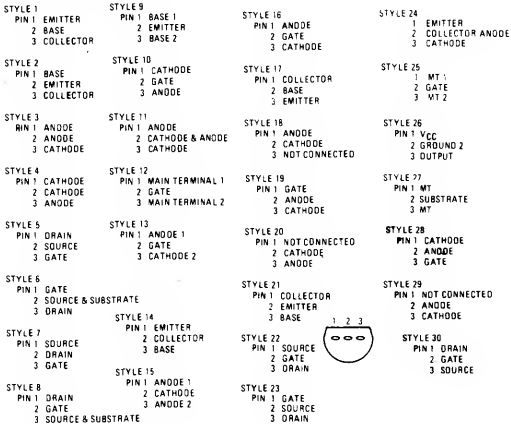 STYLE 1
PIN 1 EMITTER
2 BASE
3 COLLECTOR
STYLE 2
PIN 1 BASE
2 EMITTER
3 COLLECTOR
STYLE 3
PIN 1 ANODE
2 ANODE
3 CATHODE
STYLE 4
PIN 1 CATHODE
2 CATHODE
3 ANODE
STYLE 5
PIN 1 DRAIN
2 SOURCE
3 GATE
STYLE 6
PIN 1 GATE
2 SOURCE & SUBSTRATE
3 DRAIN
STYLE 7
PIN 1 SOURCE
2 DRAIN
3 GATE
STYLE 8
PIN 1 DRAIN
2 GATE
3 SOURCE & SUBSTRATE
STYLE 9
PIN 1 BASE 1
2 EMITTER
3 BASE 2
STYLE 10
PIN 1 CATHODE
2 GATE
3 ANODE
STYLE 11
PIN 1 ANODE
2 CATHODE & ANODE
3 CATHODE
STYLE 12
PIN 1 MAIN TERMINAL 1
2 GATE
3 MAIN TERMINAL 2
STYLE 13
PIN 1 ANODE 1
2 GATE
3 CATHODE 2
STYLE 14
PIN 1 EMITTER
2 COLLECTOR
3 BASE
STYLE 15
PIN 1 ANODE 1
2 CATHODE
3 ANODE 2
STYLE 16
PIN 1 ANODE
2 GATE
3 CATHODE
STYLE 17
PIN 1 COLLECTOR
2 BASE
3 EMITTER
STYLE 18
PIN 1 ANODE
2 CATHODE
3 NOT CONNECTED
STYLE 19
PIN 1 GATE
2 ANODE
3 CATHODE
STYLE 20
PIN 1 NOT CONNECTED
2 CATHODE
3 ANODE
STYLE 21
PIN 1 COLLECTOR
2 EMITTER
3 BASE
STYLE 22
PIN 1 SOURCE
2 GATE
3 DRAIN
STYLE 23
PIN 1 GATE
2 SOURCE
3 DRAIN
1 2 3
STYLE 24
1 EMITTER
2 COLLECTOR ANODE
3 CATHODE
STYLE 25
1 MT 1
2 GATE
3 MT 2
STYLE 26
PIN 1 VCC
2 GROUND 2
3 OUTPUT
STYLE 27
PIN 1 MT
2 SUBSTRATE
3 MT
STYLE 28
PIN 1 CATHODE
2 ANODE
3 GATE
STYLE 29
PIN 1 NOT CONNECTED
2 ANODE
3 CATHODE
STYLE 30
PIN 1 DRAIN
2 GATE
3 SOURCE